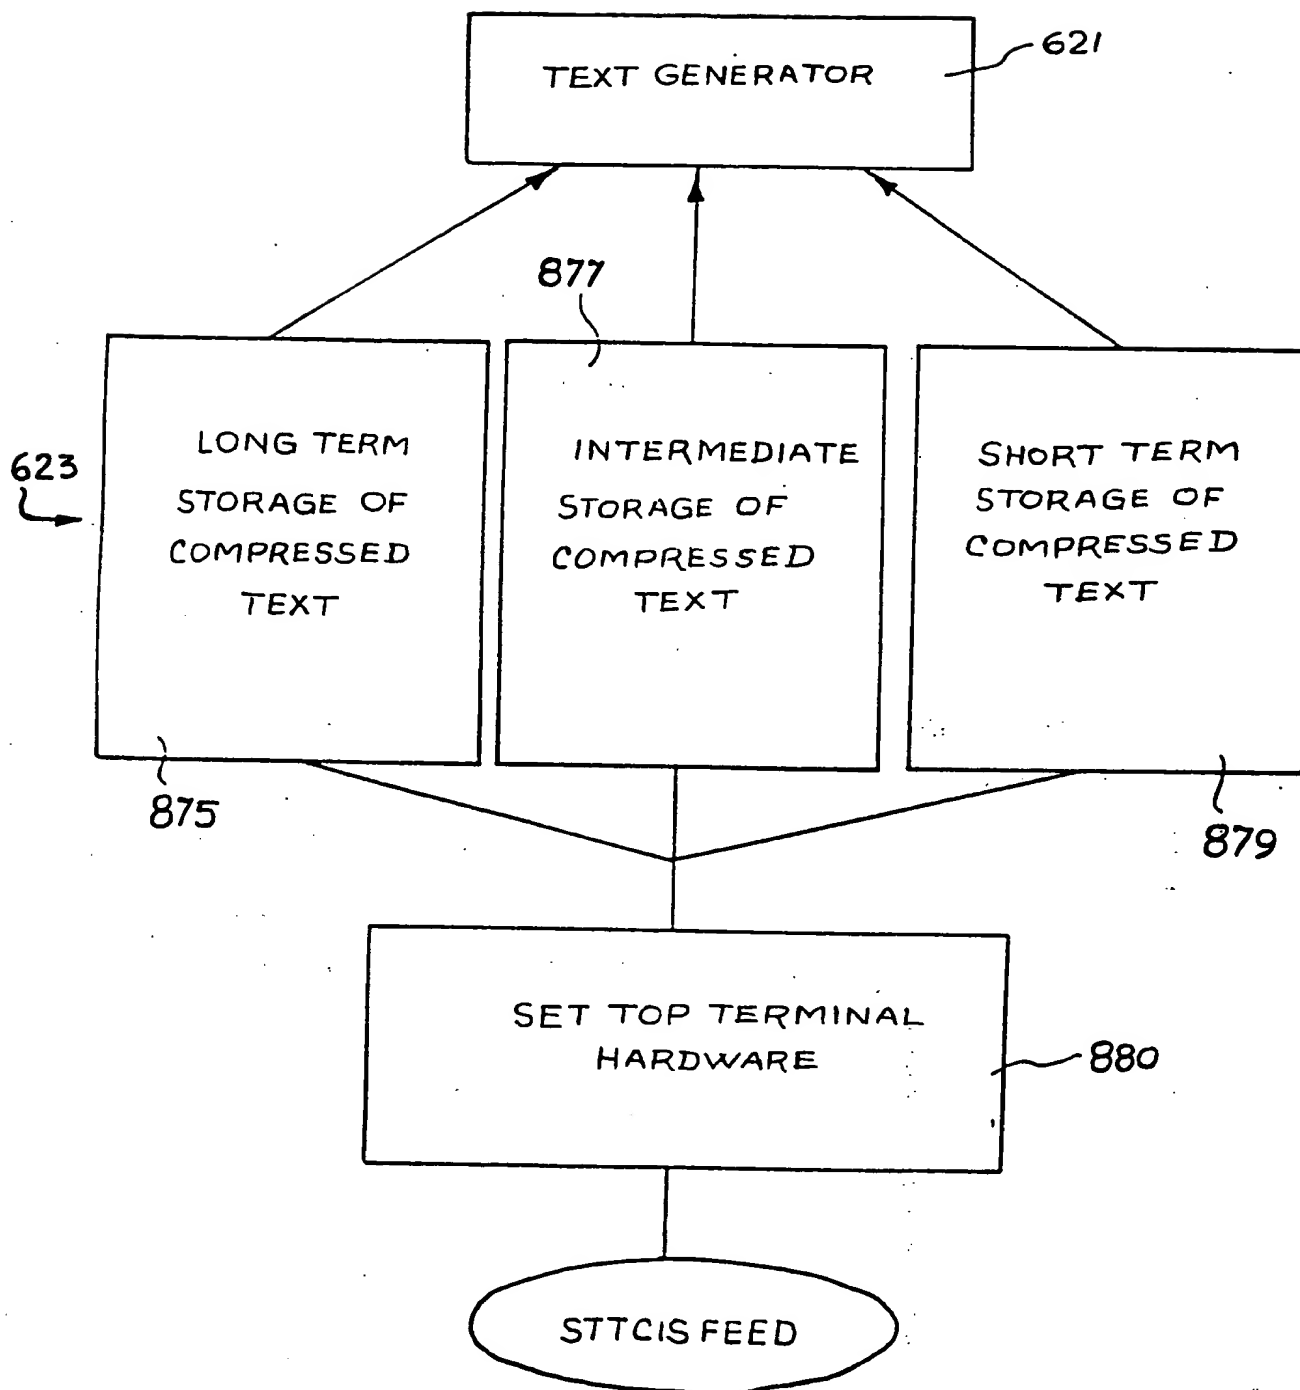 TEXT GENERATOR
621
877
623
LONG TERM
STORAGE OF
COMPRESSED
TEXT
INTERMEDIATE
STORAGE OF
COMPRESSED
TEXT
SHORT TERM
STORAGE OF
COMPRESSED
TEXT
875
879
SET TOP TERMINAL
HARDWARE
880
STTCIS FEED